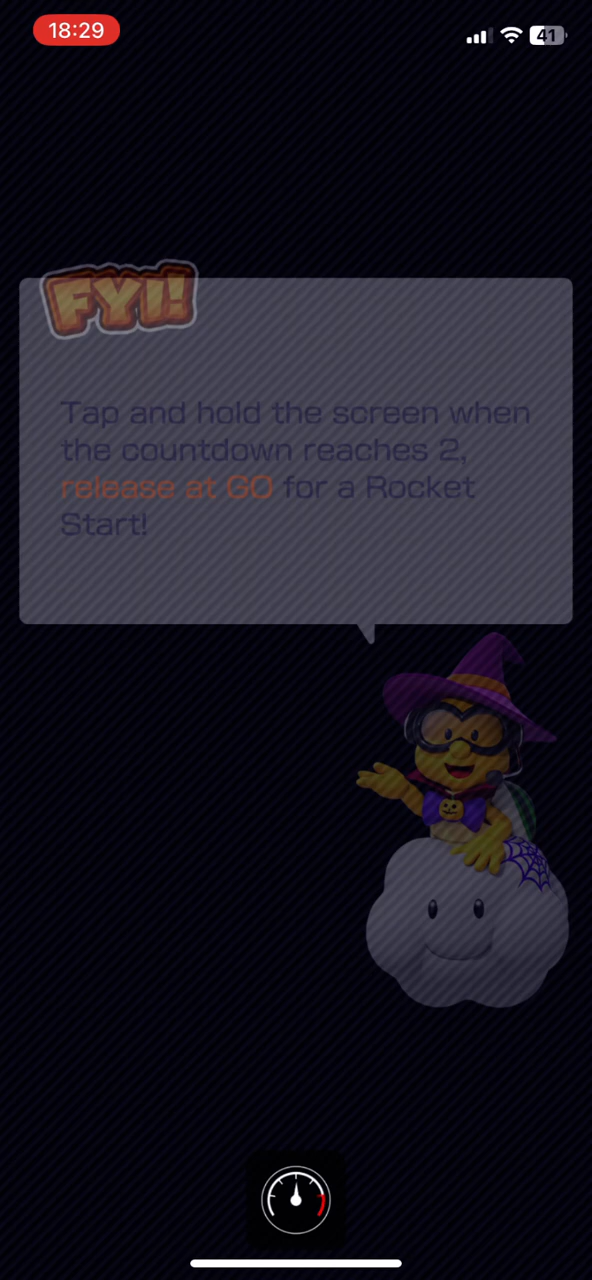 18:29
41
FYI!
Tap and hold the screen when
the countdown reaches 2,
release at GO for a Rocket
Start!